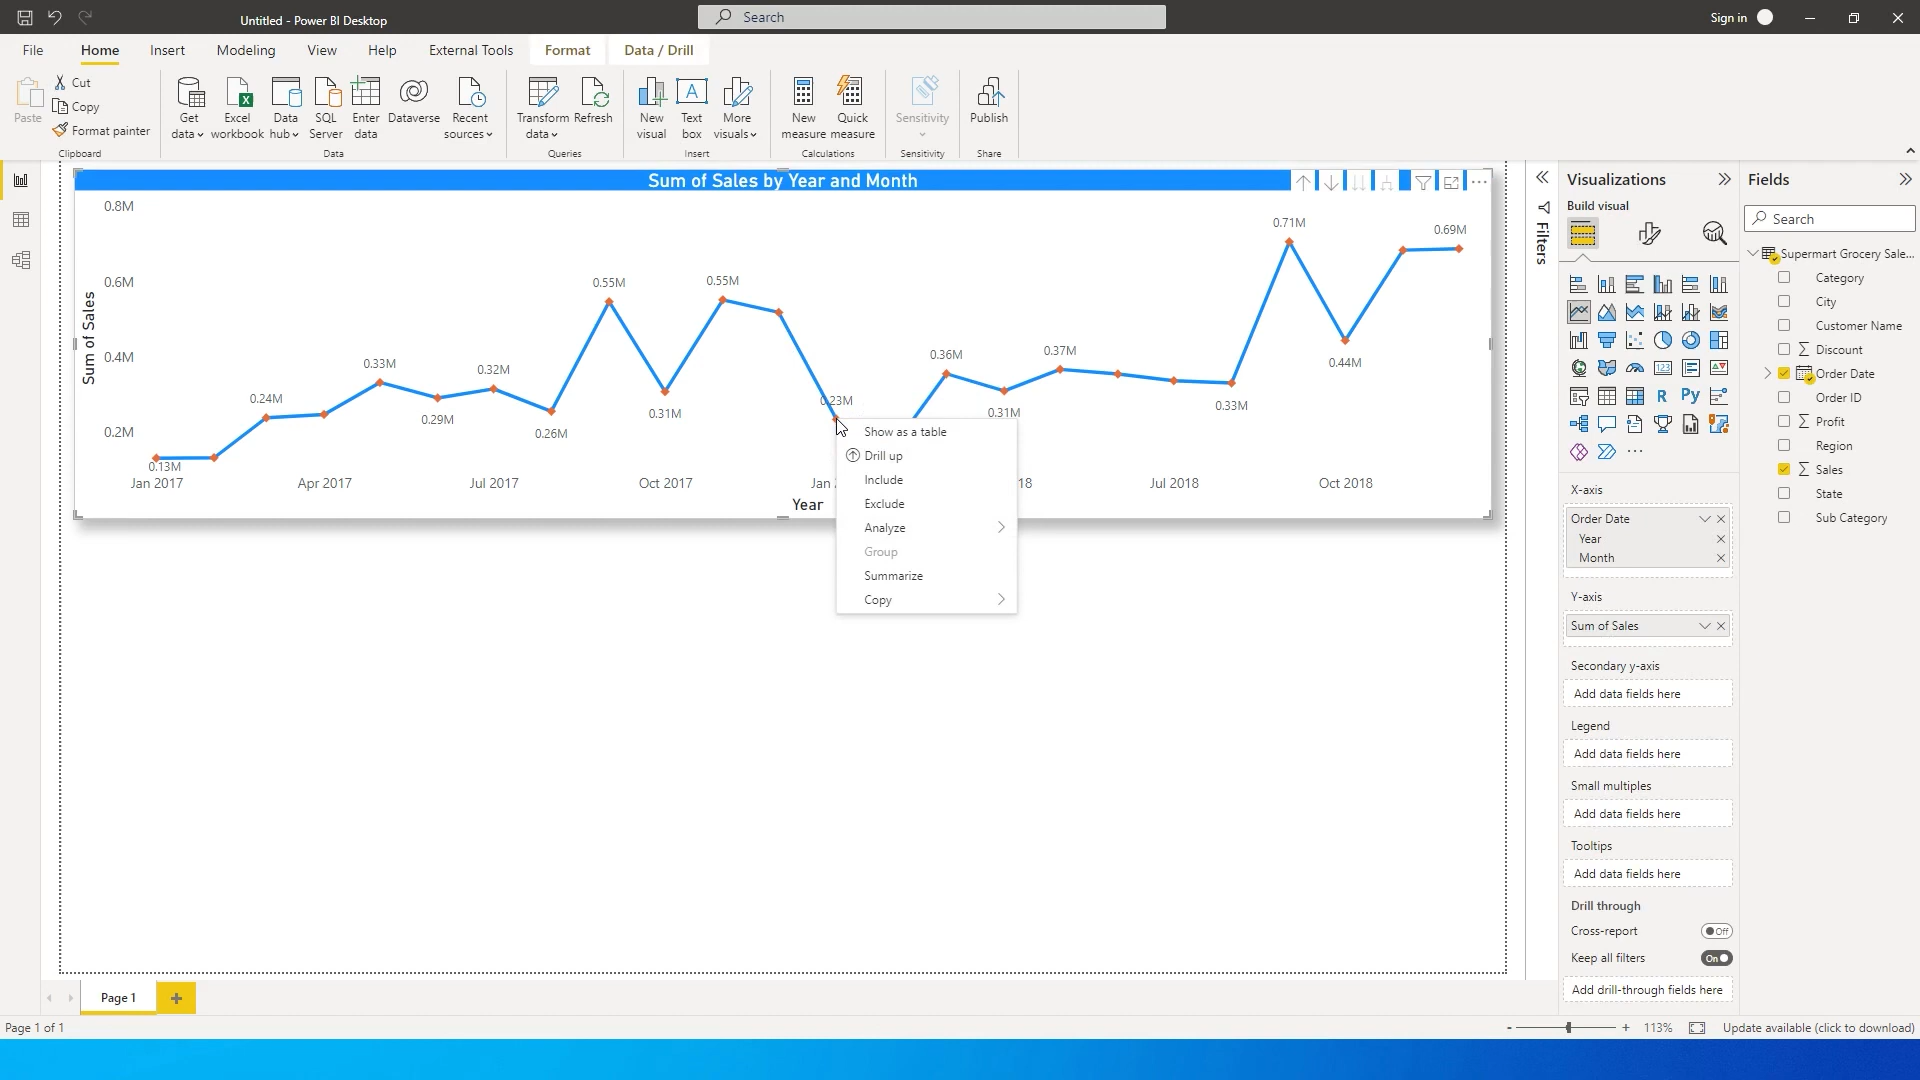 Untitled - Power BI Desktop
Search
Sign in
File
Home
Insert
Modeling
View
Help
External Tools
Format
Data / Drill
Paste
Cut
Copy
Format painter
Clipboard
Get
data
Excel
workbook
Data
hub
SQL
Server
Enter
data
Dataverse
Recent
sources
Data
Transform
data
Refresh
Queries
New
visual
Text
box
More
visuals
Insert
New
measure
Quick
measure
Calculations
Sensitivity
Sensitivity
Publish
Share
Sum of Sales by Year and Month
Sum of Sales
0.8M
0.6M
0.4M
0.2M
0.13M
0.24M
0.33M
0.29M
0.32M
0.26M
0.55M
0.31M
0.55M
0.23M
0.36M
0.31M
0.37M
0.33M
0.71M
0.44M
0.69M
Jan 2017
Apr 2017
Jul 2017
Oct 2017
Jan
18
Jul 2018
Oct 2018
Year
Show as a table
Drill up
Include
Exclude
Analyze
Group
Summarize
Copy
Filters
Visualizations
Build visual
123
R
Py
X-axis
Order Date
Year
Month
Y-axis
Sum of Sales
Secondary y-axis
Add data fields here
Legend
Add data fields here
Small multiples
Add data fields here
Tooltips
Add data fields here
Drill through
Cross-report
Off
Keep all filters
On
Add drill-through fields here
Fields
Search
Supermart Grocery Sale...
Category
City
Customer Name
Discount
Order Date
Order ID
Profit
Region
Sales
State
Sub Category
Page 1
Page 1 of 1
113%
Update available (click to download)